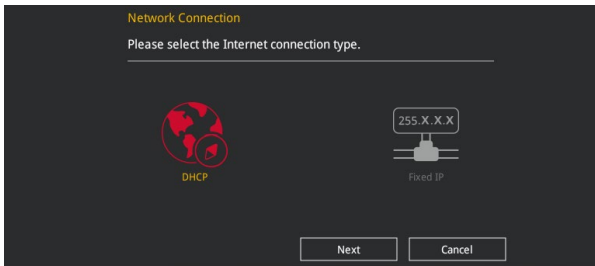 Network Connection
Please select the Internet connection type.
255.X.X.X
DHCP
Fixed IP
Next
Cancel